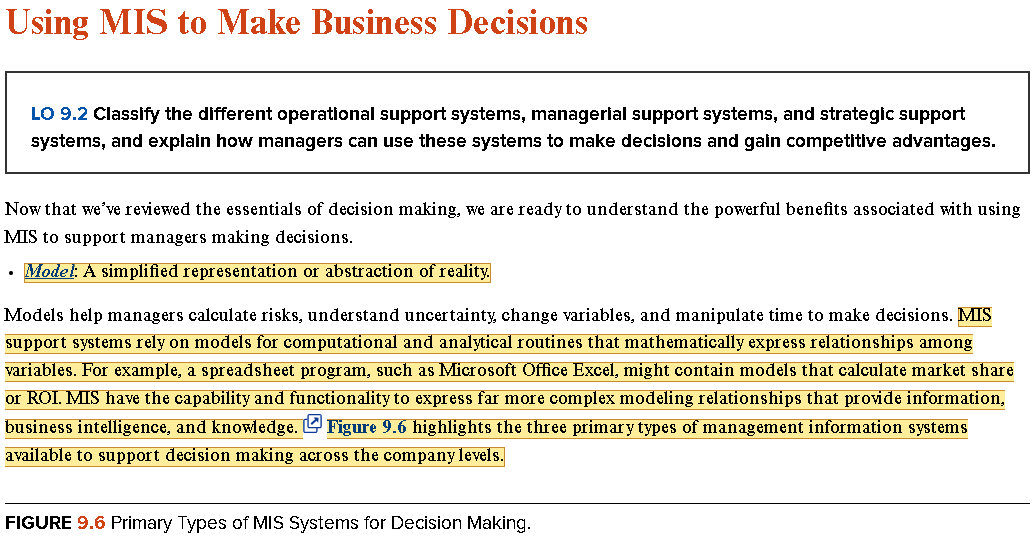 Using MIS to Make Business Decisions
LO 9.2 Classify the different operational support systems, managerial support systems, and strategic support
systems, and explain how managers can use these systems to make decisions and gain competitive advantages.
Now that we've reviewed the essentials of decision making, we are ready to understand the powerful benefits associated with using
MIS to support managers making decisions.
• Model: A simplified representation or abstraction of reality.
Models help managers calculate risks, understand uncertainty, change variables, and manipulate time to make decisions. MIS
support systems rely on models for computational and analytical routines that mathematically express relationships among
variables. For example, a spreadsheet program, such as Microsoft Office Excel, might contain models that calculate market share
or ROI. MIS have the capability and functionality to express far more complex modeling relationships that provide information,
business intelligence, and knowledge. Figure 9.6 highlights the three primary types of management information systems
available to support decision making across the company levels.
FIGURE 9.6 Primary Types of MIS Systems for Decision Making.